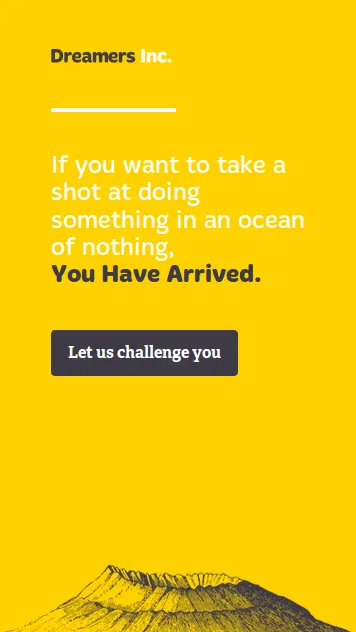 Dreamers Inc.
If you want to take a
shot at doing
something in an ocean
of nothing,
You Have Arrived.
Let us challenge you